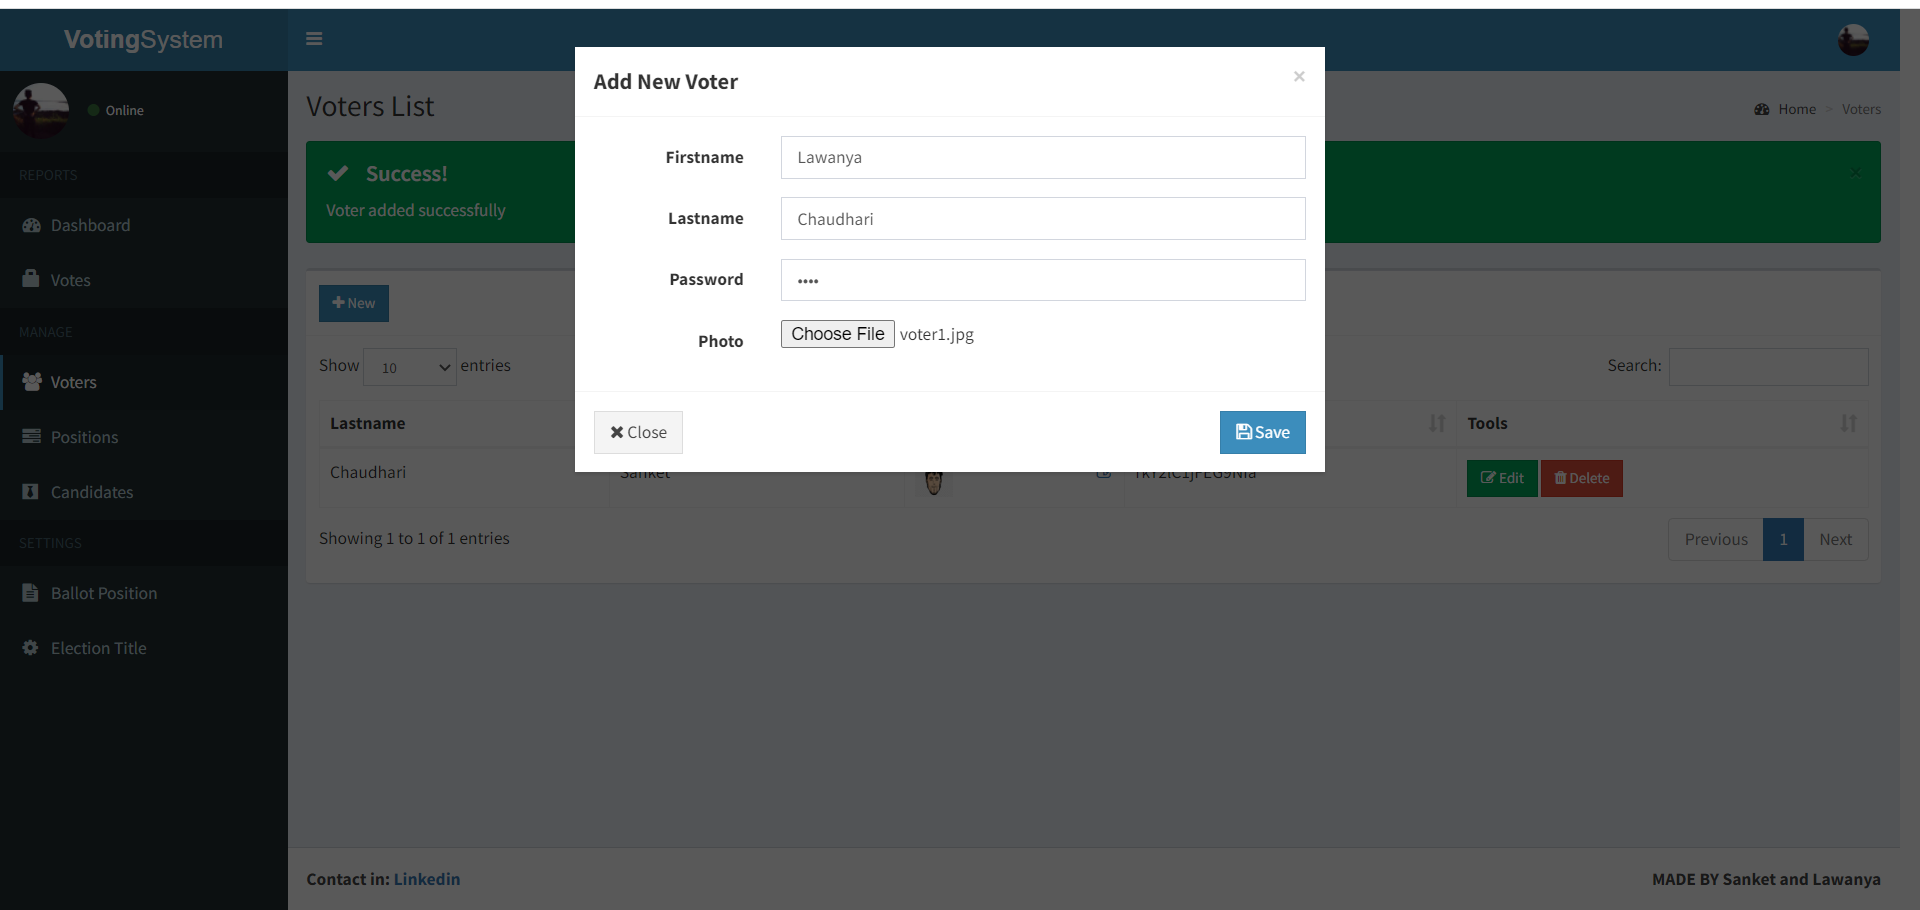 VotingSystem
Online
REPORTS
Dashboard
Votes
MANAGE
Voters
Positions
Candidates
SETTINGS
Ballot Position
Election Title
Voters List
Home > Voters
Success!
Voter added successfully
×
New
Show 10 entries
Search:
Lastname
Tools
Chaudhari
Sanket
Edit
Delete
Showing 1 to 1 of 1 entries
Previous 1 Next
Add New Voter
×
Firstname Lawanya
Lastname Chaudhari
Password ••••
Photo Choose File voter1.jpg
Close
Save
Contact in: Linkedin
MADE BY Sanket and Lawanya